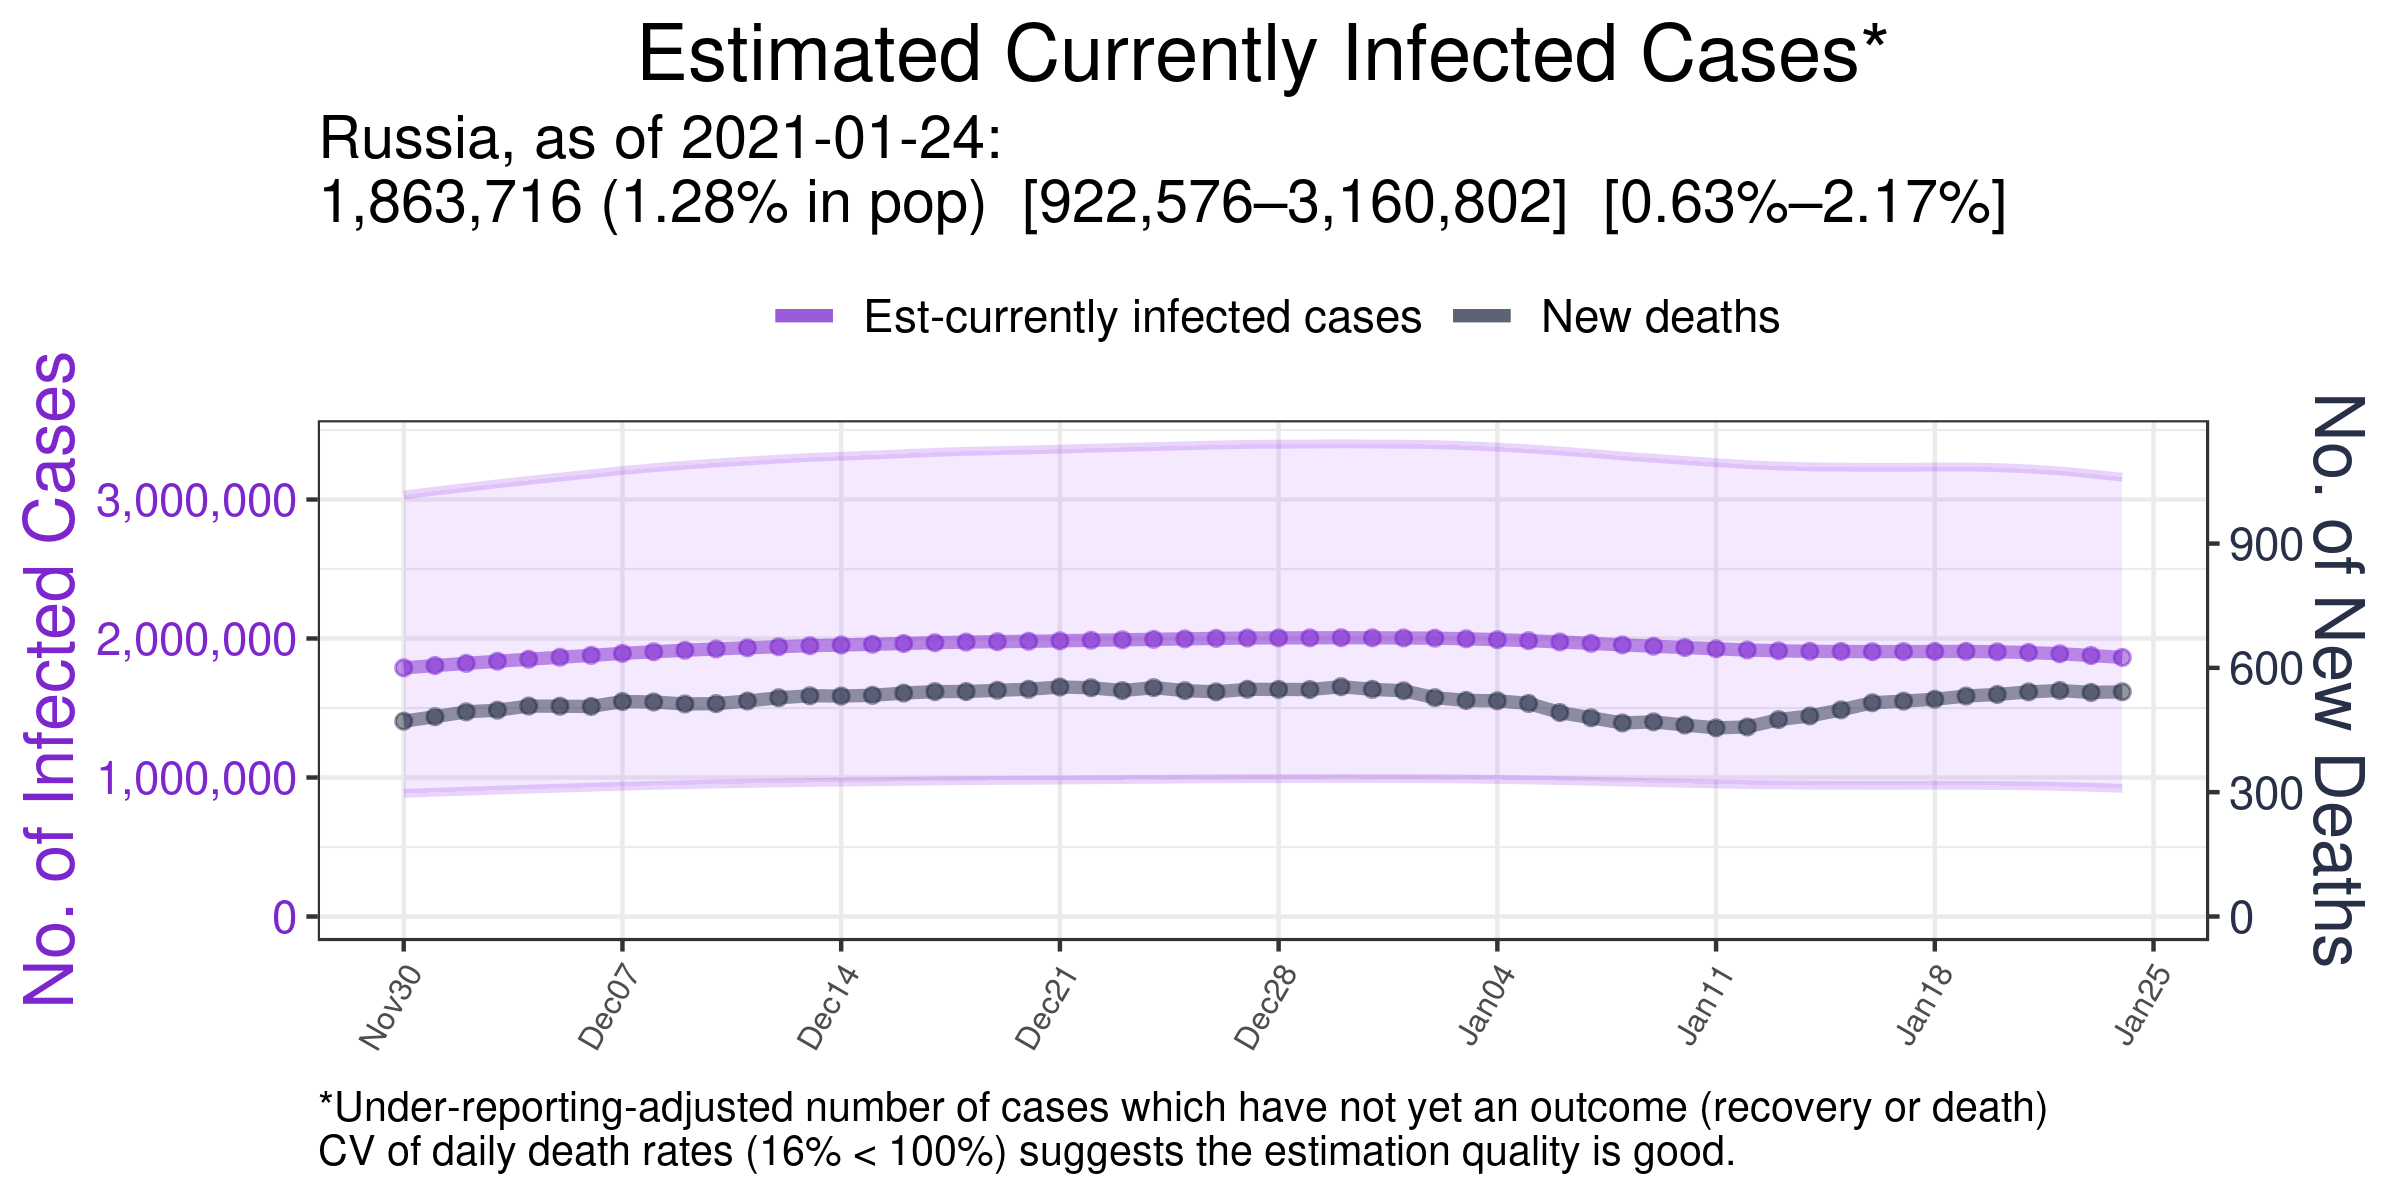 Estimated Currently Infected Cases*
Russia, as of 2021-01-24:
1,863,716 (1.28% in pop)  [922,576–3,160,802]  [0.63%–2.17%]
Est-currently infected cases
New deaths
No. of Infected Cases
3,000,000
2,000,000
1,000,000
0
No. of New Deaths
900
600
300
0
Nov30
Dec07
Dec14
Dec21
Dec28
Jan04
Jan11
Jan18
Jan25
*Under-reporting-adjusted number of cases which have not yet an outcome (recovery or death)
CV of daily death rates (16% < 100%) suggests the estimation quality is good.